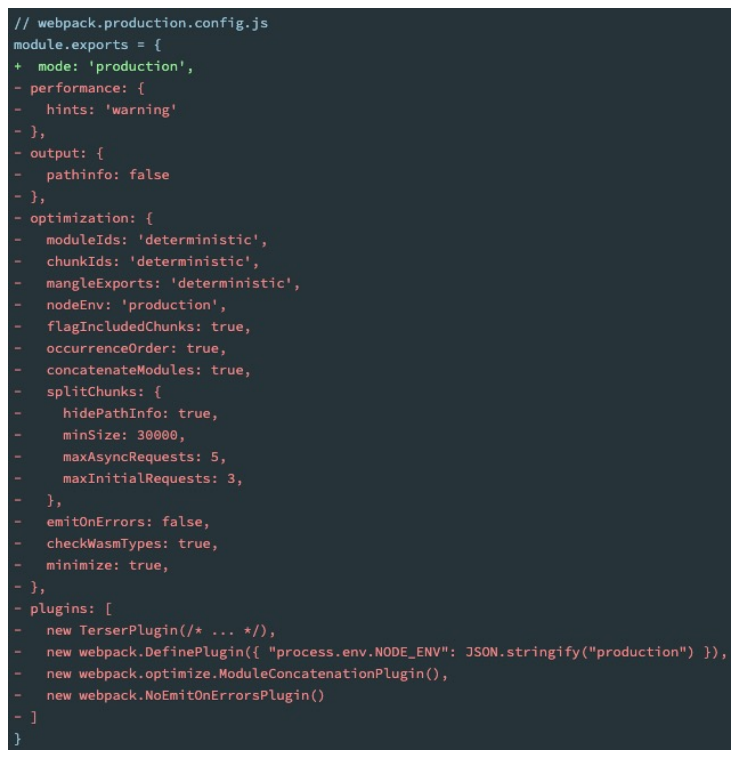 // webpack.production.config.js
module.exports = {
+  mode: 'production',
- performance: {
-   hints: 'warning'
- },
- output: {
-   pathinfo: false
- },
- optimization: {
-   moduleIds: 'deterministic',
-   chunkIds: 'deterministic',
-   mangleExports: 'deterministic',
-   nodeEnv: 'production',
-   flagIncludedChunks: true,
-   occurrenceOrder: true,
-   concatenateModules: true,
-   splitChunks: {
-     hidePathInfo: true,
-     minSize: 30000,
-     maxAsyncRequests: 5,
-     maxInitialRequests: 3,
-   },
-   emitOnErrors: false,
-   checkWasmTypes: true,
-   minimize: true,
- },
- plugins: [
-   new TerserPlugin(/* ... */),
-   new webpack.DefinePlugin({ "process.env.NODE_ENV": JSON.stringify("production") }),
-   new webpack.optimize.ModuleConcatenationPlugin(),
-   new webpack.NoEmitOnErrorsPlugin()
- ]
}